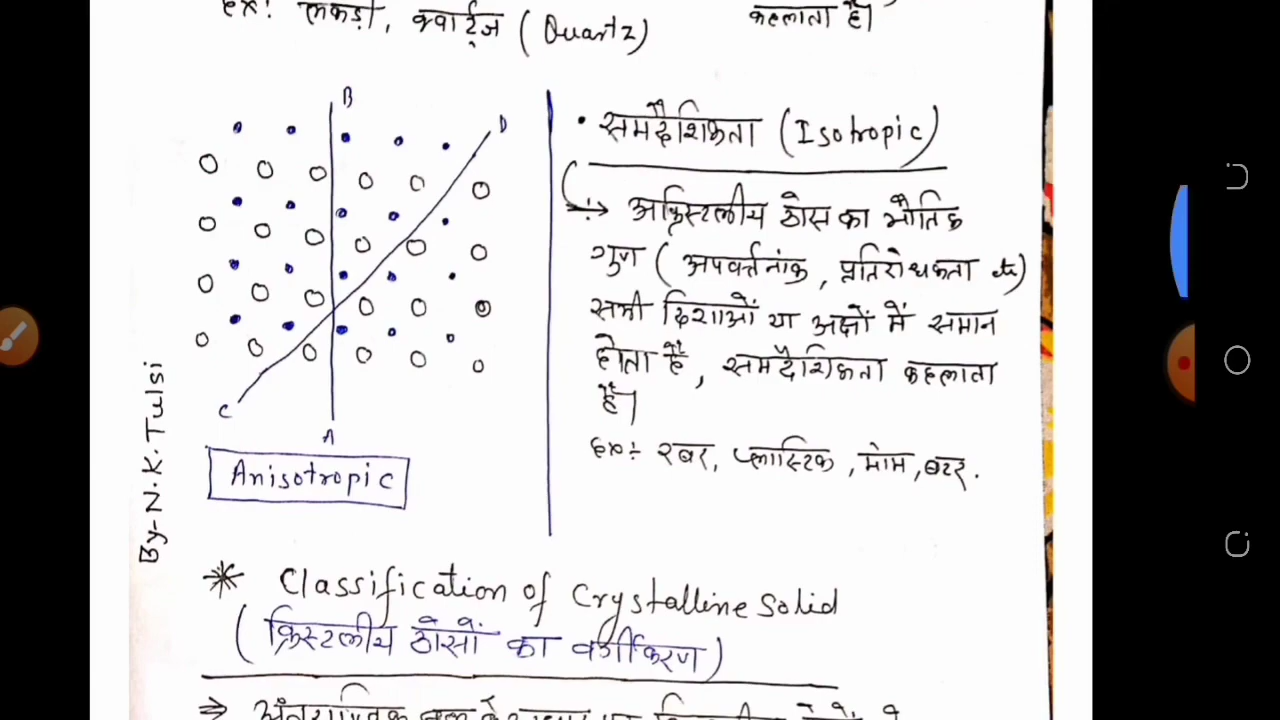 ex: लकड़ी, क्वार्ट्ज ( Quartz)
कहलाता है।
B
D
C
A
Anisotropic
By-N.K.Tulsi
• समदैशिकता (Isotropic)
→ अक्रिस्टलीय ठोस का भौतिक
गुण ( अपवर्त्तनांक, प्रतिरोधकता etc)
सभी दिशाओं या अक्षों में समान
होता है, समदैशिकता कहलाता
है।
ex÷ रबर, प्लास्टिक, मोम, बटर.
* Classification of Crystalline Solid
( क्रिस्टलीय ठोसों का वर्गीकरण)